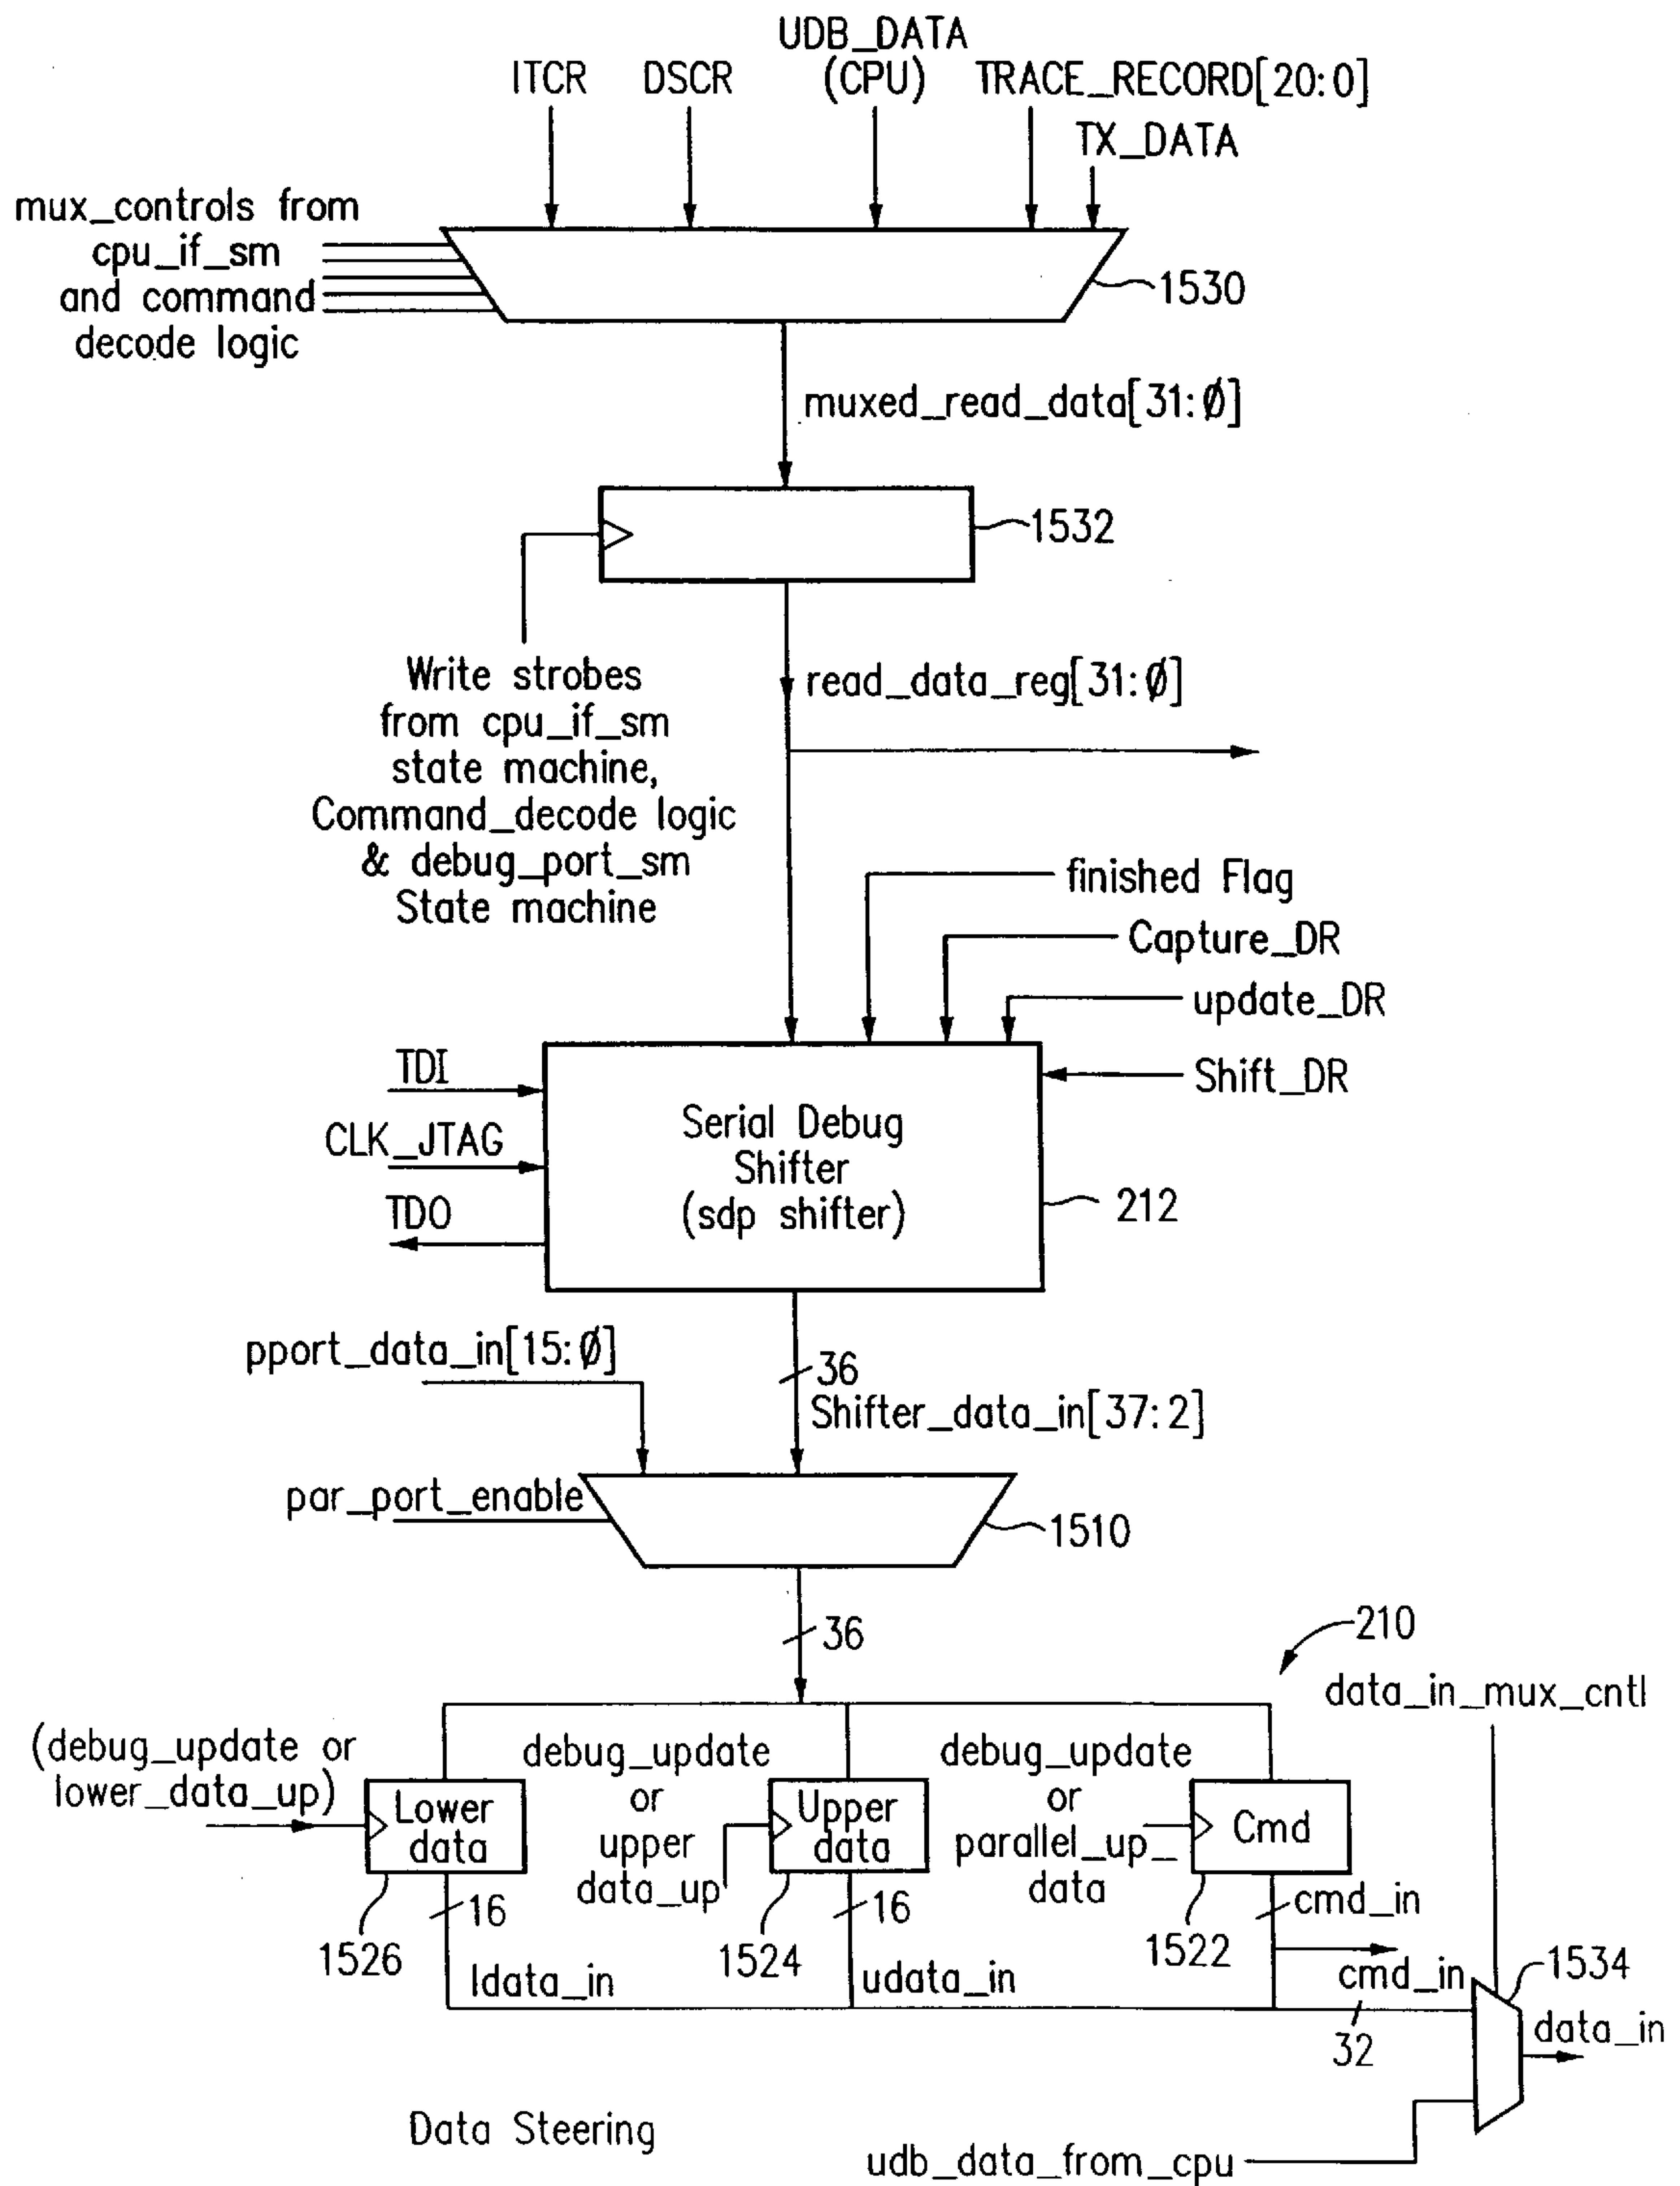 UDB_DATA
ITCR DSCR (CPU) TRACE_RECORD[20:0]
TX_DATA
mux_controls from
cpu_if_sm
and command
decode logic
1530
muxed_read_data[31:Ø]
1532
Write strobes
from cpu_if_sm
state machine,
Command_decode logic
& debug_port_sm
State machine
read_data_reg[31:Ø]
finished Flag
Capture_DR
update_DR
Shift_DR
TDI
CLK_JTAG
TDO
Serial Debug
Shifter
(sdp shifter)
212
pport_data_in[15:Ø]
36
Shifter_data_in[37:2]
par_port_enable
1510
36
210
data_in_mux_cntl
(debug_update or
lower_data_up)
Lower
data
debug_update
or
upper
data_up
Upper
data
debug_update
or
parallel_up_
data
Cmd
16
1526
ldata_in
16
1524
udata_in
1522
cmd_in
cmd_in
32
1534
data_in
Data Steering
udb_data_from_cpu